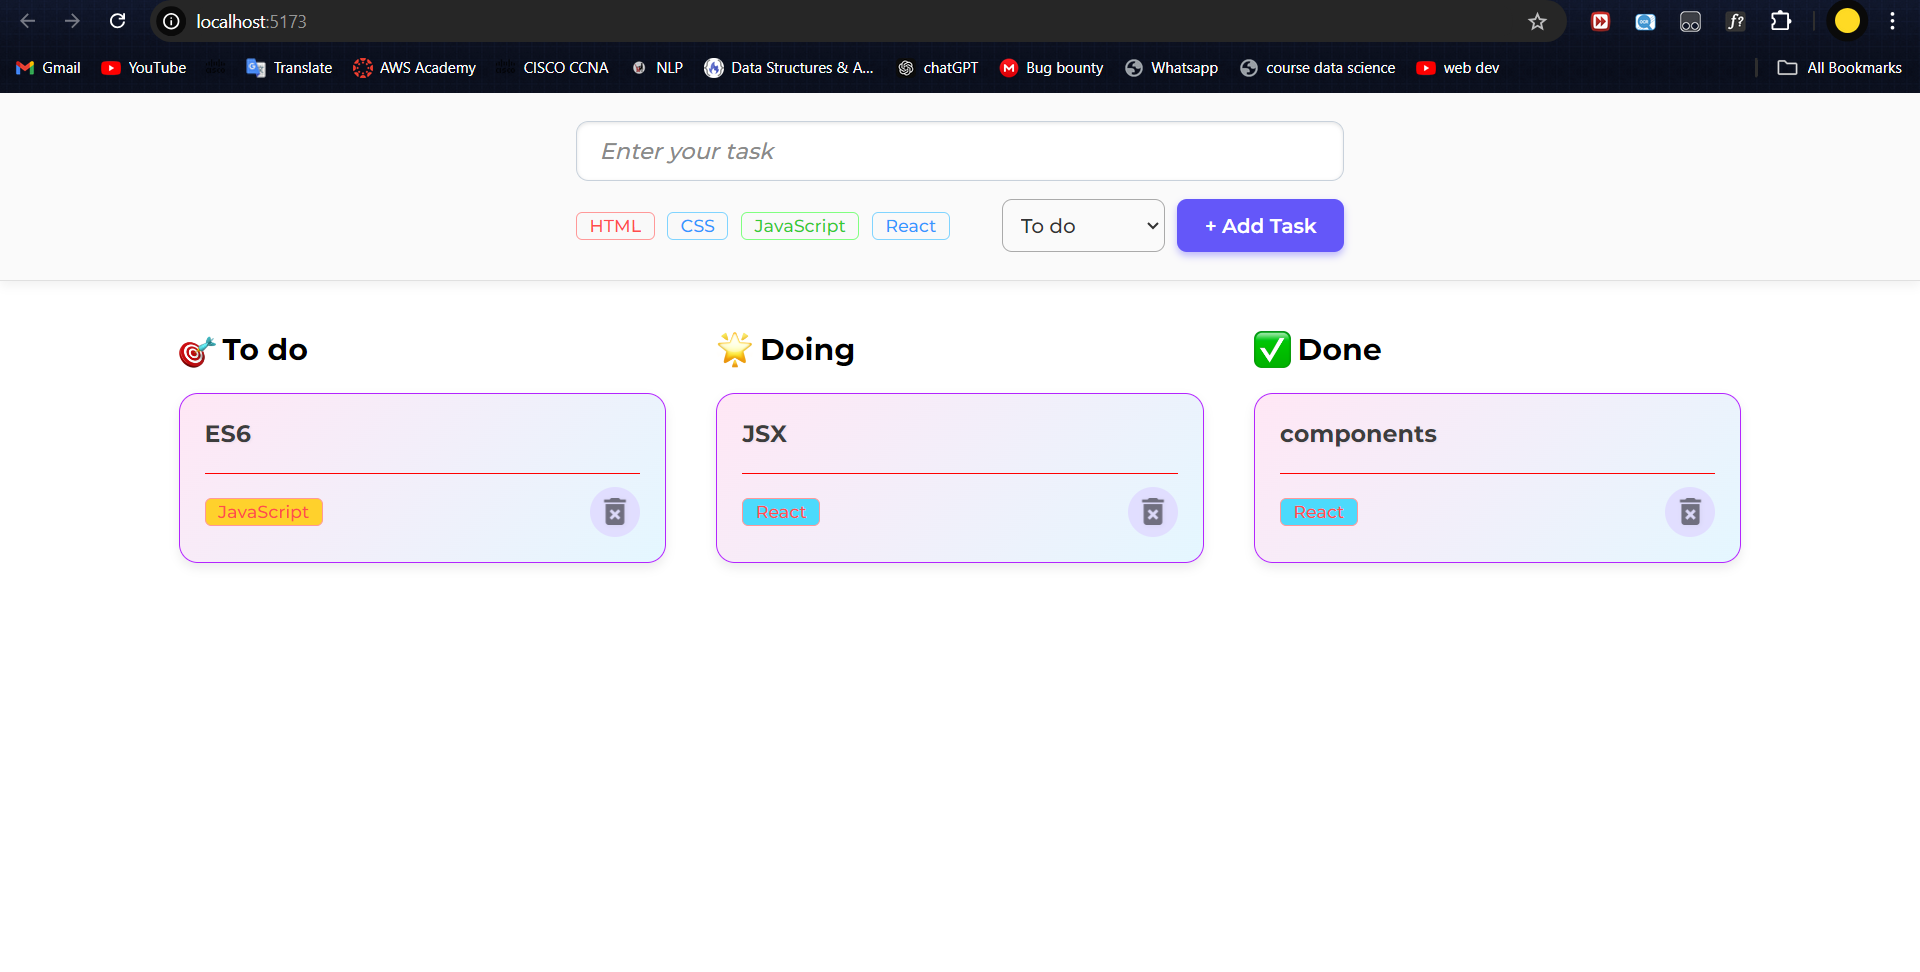 localhost:5173
Gmail YouTube Translate AWS Academy CISCO CCNA NLP Data Structures & A... chatGPT Bug bounty Whatsapp course data science web dev All Bookmarks
Enter your task
HTML CSS JavaScript React To do + Add Task
To do Doing Done
ES6 JSX components
JavaScript React React